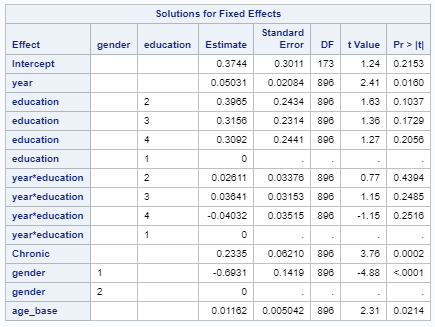 Solutions for Fixed Effects
Effect gender education Estimate Standard Error DF t Value Pr > |t|
Intercept 0.3744 0.3011 173 1.24 0.2153
year 0.05031 0.02084 896 2.41 0.0160
education 2 0.3965 0.2434 896 1.63 0.1037
education 3 0.3156 0.2314 896 1.36 0.1729
education 4 0.3092 0.2441 896 1.27 0.2056
education 1 0 . . . .
year*education 2 0.02611 0.03376 896 0.77 0.4394
year*education 3 0.03641 0.03153 896 1.15 0.2485
year*education 4 -0.04032 0.03515 896 -1.15 0.2516
year*education 1 0 . . . .
Chronic 0.2335 0.06210 896 3.76 0.0002
gender 1 -0.6931 0.1419 896 -4.88 <.0001
gender 2 0 . . . .
age_base 0.01162 0.005042 896 2.31 0.0214